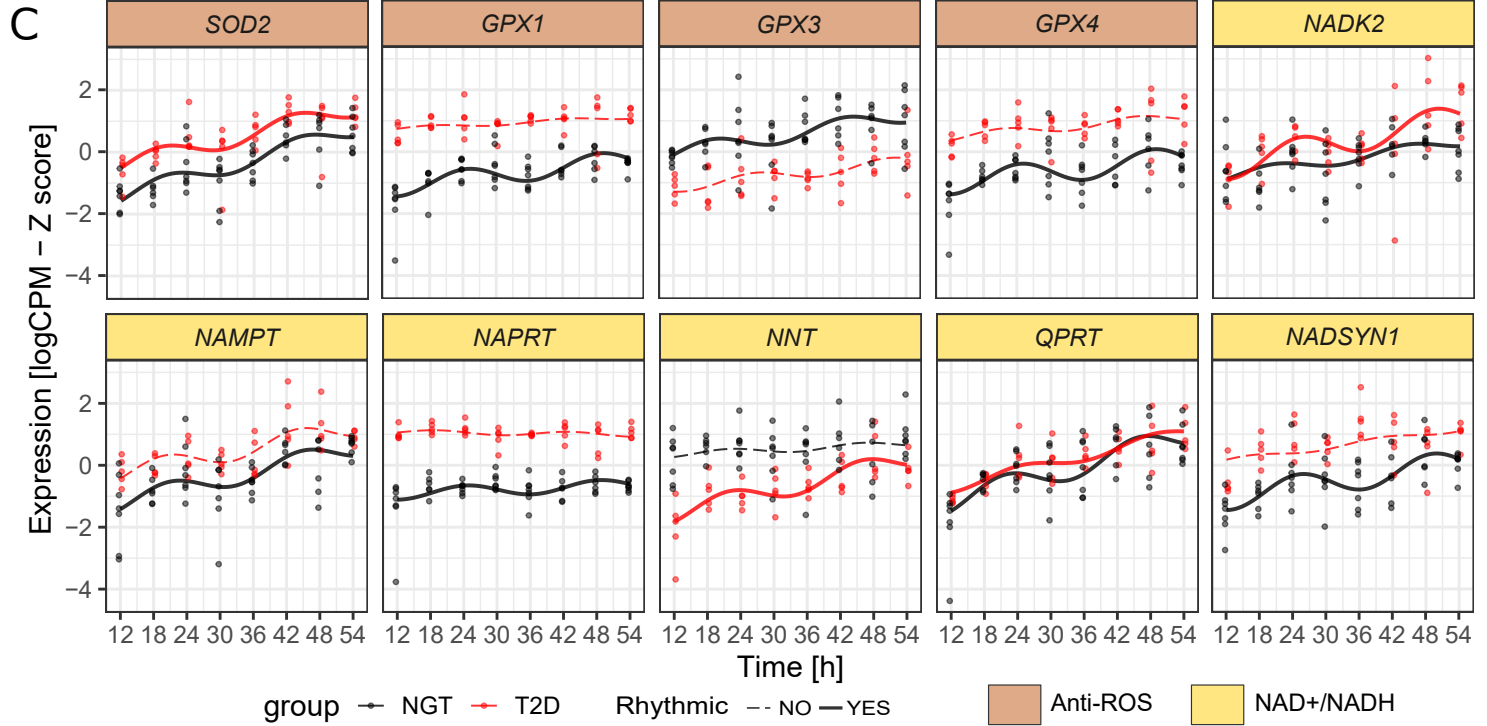 C
SOD2 GPX1 GPX3 GPX4 NADK2
2
0
−2
−4
NAMPT NAPRT NNT QPRT NADSYN1
2
0
−2
−4
Expression [logCPM − Z score]
12 18 24 30 36 42 48 54 12 18 24 30 36 42 48 54 12 18 24 30 36 42 48 54 12 18 24 30 36 42 48 54 12 18 24 30 36 42 48 54
Time [h]
group NGT T2D Rhythmic NO YES Anti-ROS NAD+/NADH